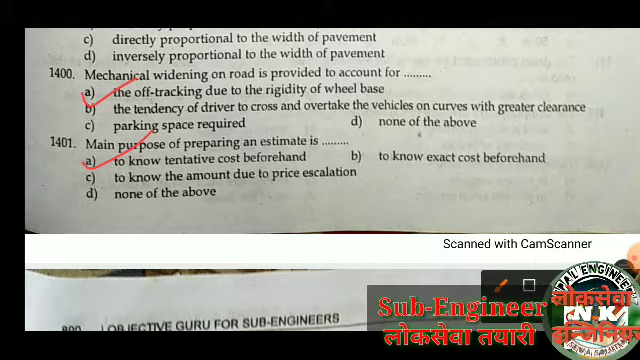 c) directly proportional to the width of pavement
d) inversely proportional to the width of pavement
1400. Mechanical widening on road is provided to account for .........
a) the off-tracking due to the rigidity of wheel base
b) the tendency of driver to cross and overtake the vehicles on curves with greater clearance
c) parking space required d) none of the above
1401. Main purpose of preparing an estimate is .........
a) to know tentative cost beforehand b) to know exact cost beforehand
c) to know the amount due to price escalation
d) none of the above
Scanned with CamScanner
OBJECTIVE GURU FOR SUB-ENGINEERS
Sub-Engineer
लोकसेवा तयारी
लोकसेवा